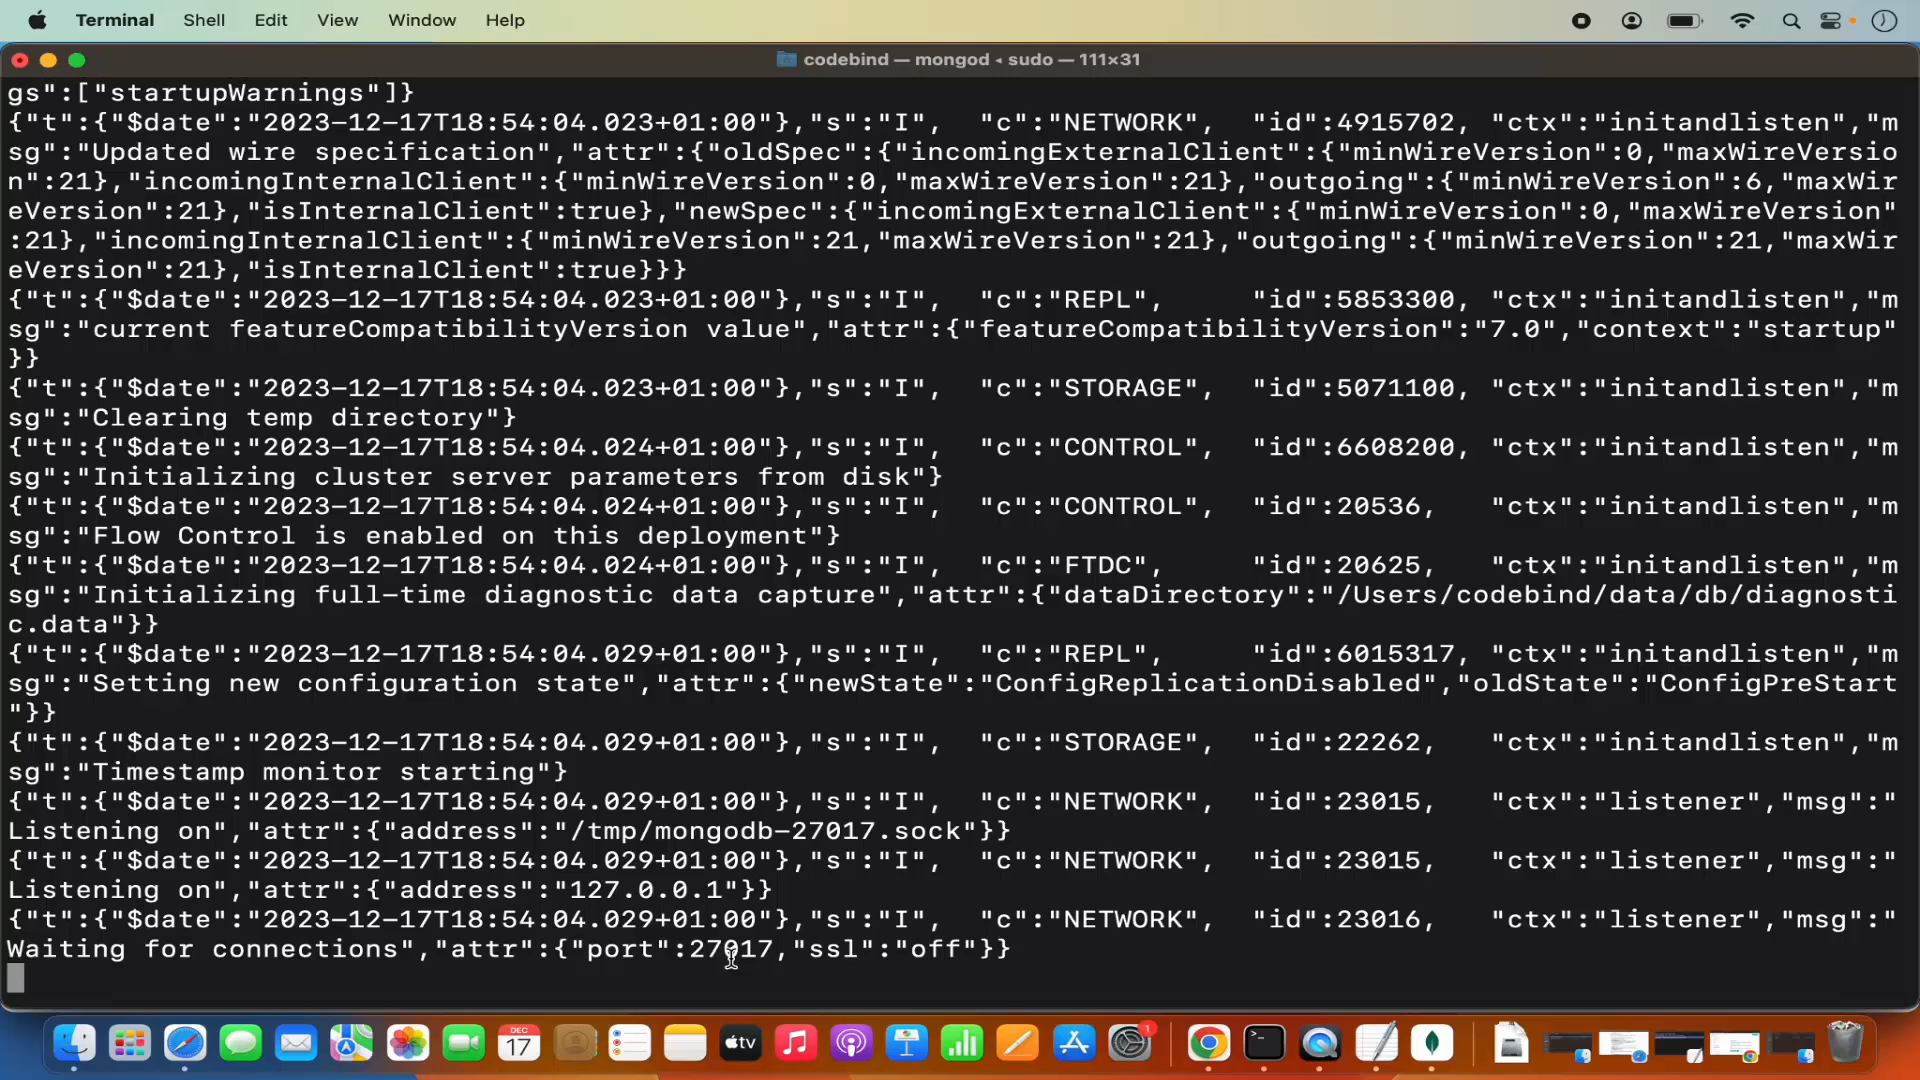 Terminal Shell Edit View Window Help
codebind — mongod ◂ sudo — 111×31
gs":["startupWarnings"]}
{"t":{"$date":"2023-12-17T18:54:04.023+01:00"},"s":"I",  "c":"NETWORK",  "id":4915702, "ctx":"initandlisten","m
sg":"Updated wire specification","attr":{"oldSpec":{"incomingExternalClient":{"minWireVersion":0,"maxWireVersio
n":21},"incomingInternalClient":{"minWireVersion":0,"maxWireVersion":21},"outgoing":{"minWireVersion":6,"maxWir
eVersion":21},"isInternalClient":true},"newSpec":{"incomingExternalClient":{"minWireVersion":0,"maxWireVersion"
:21},"incomingInternalClient":{"minWireVersion":21,"maxWireVersion":21},"outgoing":{"minWireVersion":21,"maxWir
eVersion":21},"isInternalClient":true}}}
{"t":{"$date":"2023-12-17T18:54:04.023+01:00"},"s":"I",  "c":"REPL",     "id":5853300, "ctx":"initandlisten","m
sg":"current featureCompatibilityVersion value","attr":{"featureCompatibilityVersion":"7.0","context":"startup"
}}
{"t":{"$date":"2023-12-17T18:54:04.023+01:00"},"s":"I",  "c":"STORAGE",  "id":5071100, "ctx":"initandlisten","m
sg":"Clearing temp directory"}
{"t":{"$date":"2023-12-17T18:54:04.024+01:00"},"s":"I",  "c":"CONTROL",  "id":6608200, "ctx":"initandlisten","m
sg":"Initializing cluster server parameters from disk"}
{"t":{"$date":"2023-12-17T18:54:04.024+01:00"},"s":"I",  "c":"CONTROL",  "id":20536,   "ctx":"initandlisten","m
sg":"Flow Control is enabled on this deployment"}
{"t":{"$date":"2023-12-17T18:54:04.024+01:00"},"s":"I",  "c":"FTDC",     "id":20625,   "ctx":"initandlisten","m
sg":"Initializing full-time diagnostic data capture","attr":{"dataDirectory":"/Users/codebind/data/db/diagnosti
c.data"}}
{"t":{"$date":"2023-12-17T18:54:04.029+01:00"},"s":"I",  "c":"REPL",     "id":6015317, "ctx":"initandlisten","m
sg":"Setting new configuration state","attr":{"newState":"ConfigReplicationDisabled","oldState":"ConfigPreStart
"}}
{"t":{"$date":"2023-12-17T18:54:04.029+01:00"},"s":"I",  "c":"STORAGE",  "id":22262,   "ctx":"initandlisten","m
sg":"Timestamp monitor starting"}
{"t":{"$date":"2023-12-17T18:54:04.029+01:00"},"s":"I",  "c":"NETWORK",  "id":23015,   "ctx":"listener","msg":"
Listening on","attr":{"address":"/tmp/mongodb-27017.sock"}}
{"t":{"$date":"2023-12-17T18:54:04.029+01:00"},"s":"I",  "c":"NETWORK",  "id":23015,   "ctx":"listener","msg":"
Listening on","attr":{"address":"127.0.0.1"}}
{"t":{"$date":"2023-12-17T18:54:04.029+01:00"},"s":"I",  "c":"NETWORK",  "id":23016,   "ctx":"listener","msg":"
Waiting for connections","attr":{"port":27017,"ssl":"off"}}
DEC
17
tv
1